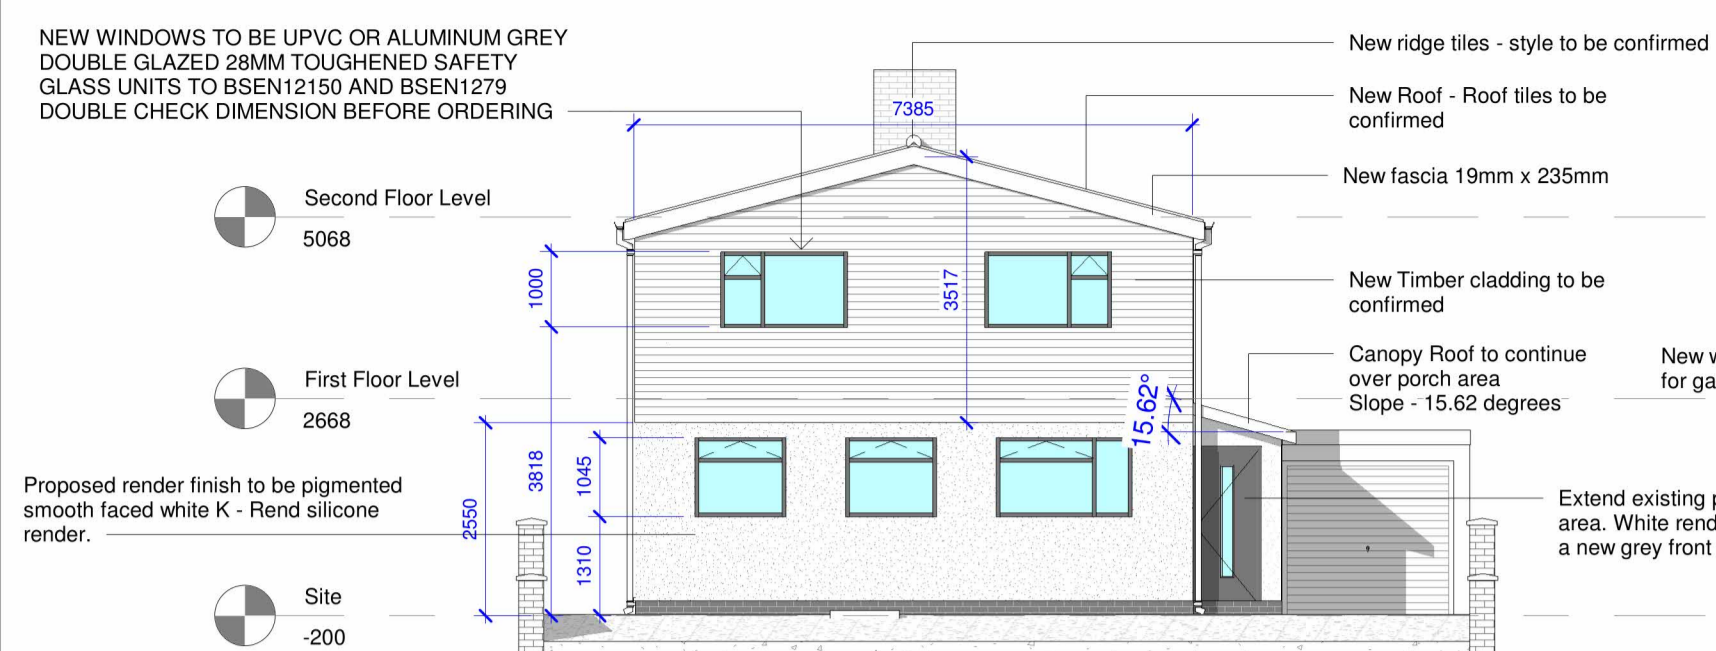 NEW WINDOWS TO BE UPVC OR ALUMINUM GREY
DOUBLE GLAZED 28MM TOUGHENED SAFETY
GLASS UNITS TO BSEN12150 AND BSEN1279
DOUBLE CHECK DIMENSION BEFORE ORDERING
New ridge tiles - style to be confirmed
7385
New Roof - Roof tiles to be
confirmed
New fascia 19mm x 235mm
Second Floor Level
5068
1000
3517
New Timber cladding to be
confirmed
First Floor Level
2668
15.62°
Canopy Roof to continue
over porch area
Slope - 15.62 degrees
New w
for ga
Proposed render finish to be pigmented
smooth faced white K - Rend silicone
render.
2550
3818
1045
1310
Extend existing p
area. White rend
a new grey front
Site
-200